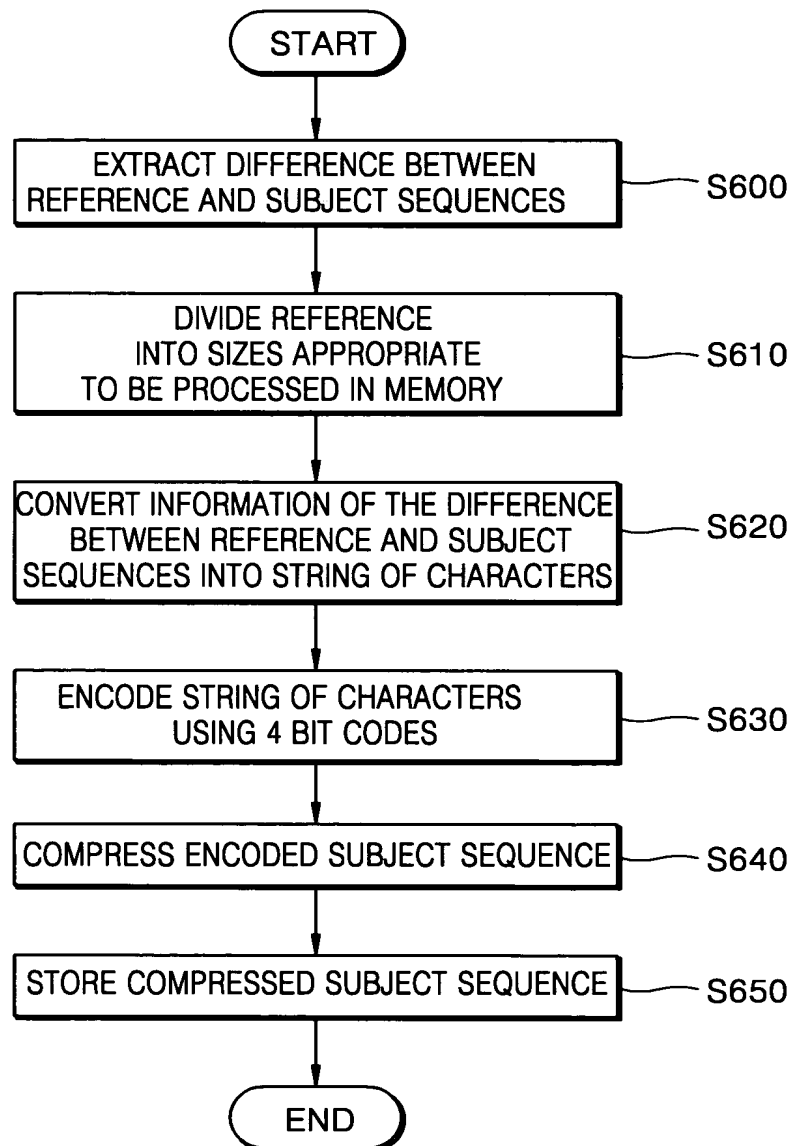 START
EXTRACT DIFFERENCE BETWEEN
REFERENCE AND SUBJECT SEQUENCES
S600
DIVIDE REFERENCE
INTO SIZES APPROPRIATE
TO BE PROCESSED IN MEMORY
S610
CONVERT INFORMATION OF THE DIFFERENCE
BETWEEN REFERENCE AND SUBJECT
SEQUENCES INTO STRING OF CHARACTERS
S620
ENCODE STRING OF CHARACTERS
USING 4 BIT CODES
S630
COMPRESS ENCODED SUBJECT SEQUENCE
S640
STORE COMPRESSED SUBJECT SEQUENCE
S650
END